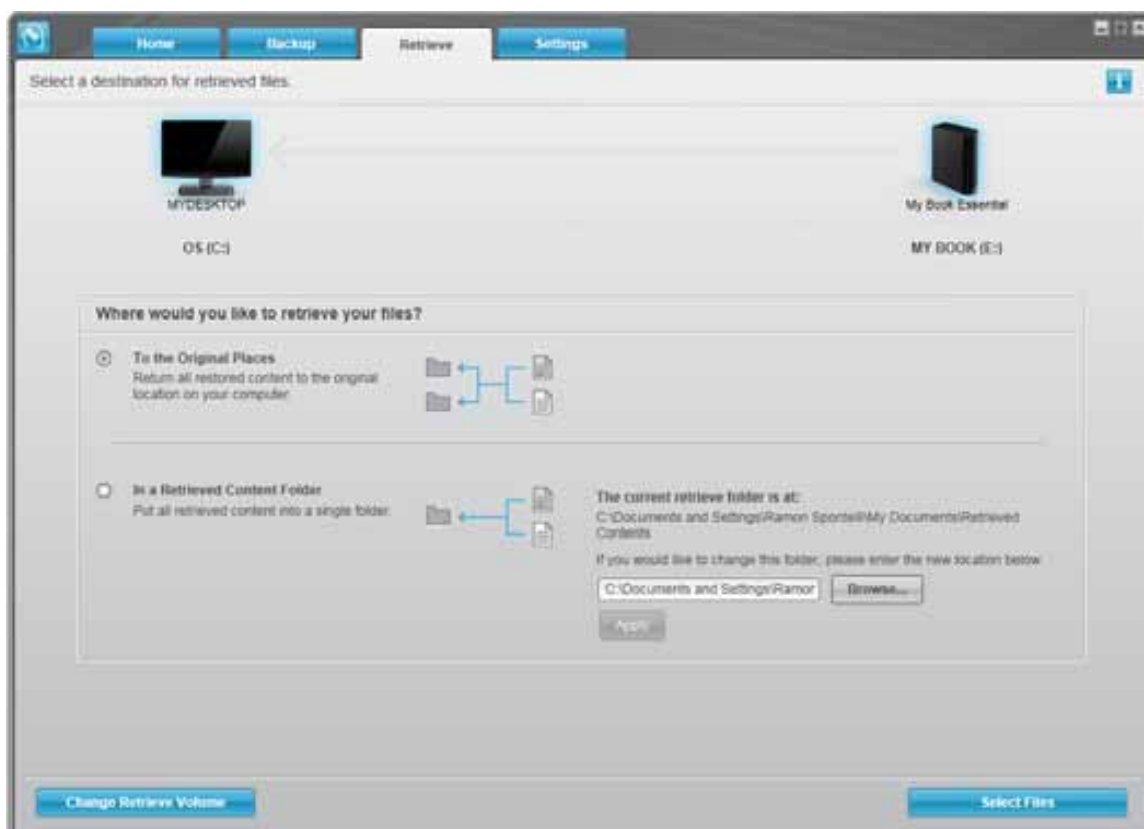 Home Backup Retrieve Settings
Select a destination for retrieved files.
MYDESKTOP
My Book Essential
OS (C:)
MY BOOK (E:)
Where would you like to retrieve your files?
To the Original Places
Return all restored content to the original
location on your computer.
In a Retrieved Content Folder
Put all retrieved content into a single folder.
The current retrieve folder is at:
C:\Documents and Settings\Ramon Spontelli\My Documents\Retrieved
Contents
If you would like to change this folder, please enter the new location below
C:\Documents and Settings\Ramon
Browse...
Apply
Change Retrieve Volume
Select Files